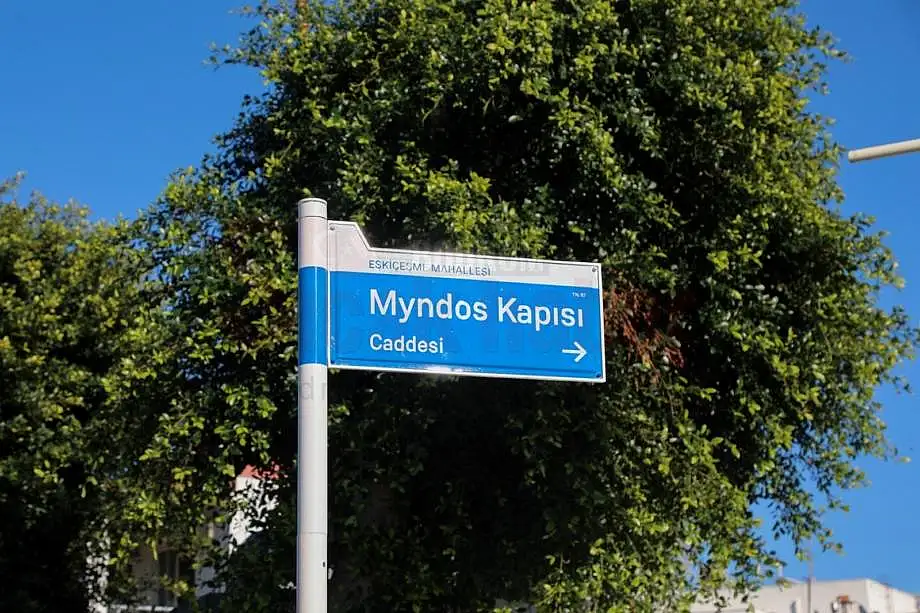 ESKİÇEŞME MAHALLESİ
Myndos Kapısı
Caddesi